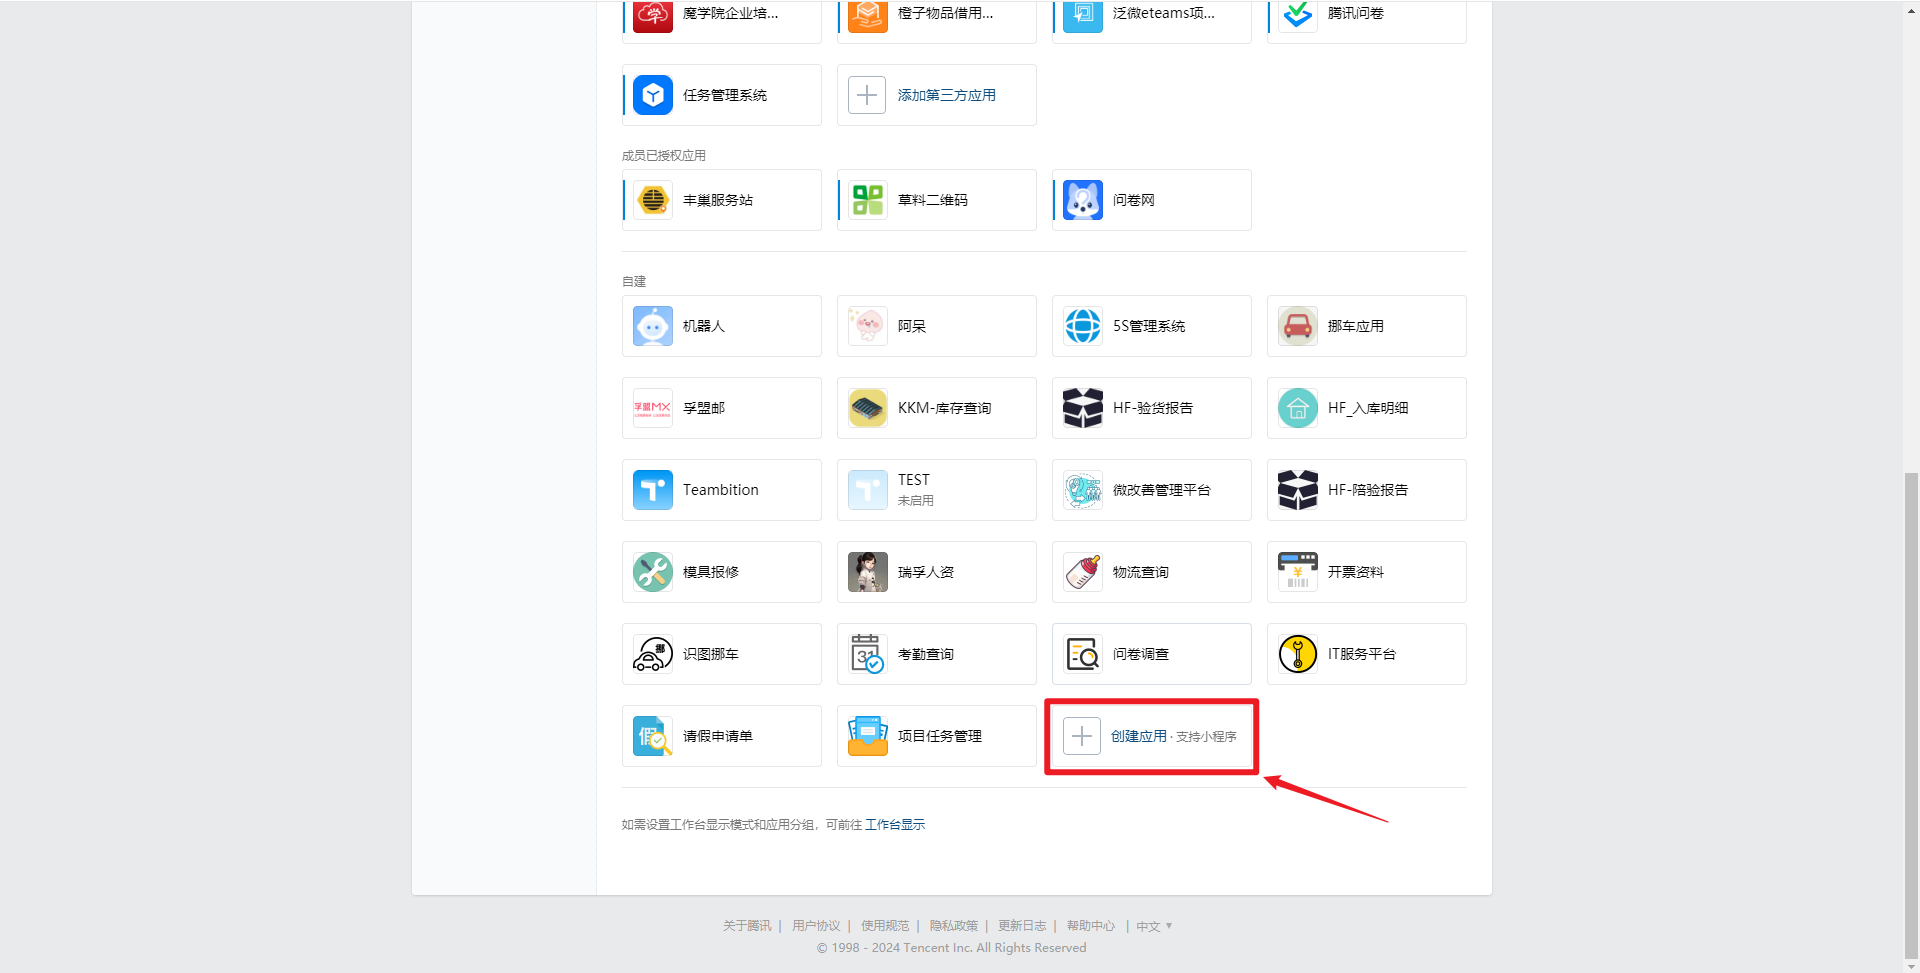 魔学院企业培...
橙子物品借用...
泛微eteams项...
腾讯问卷
任务管理系统
添加第三方应用
成员已授权应用
丰巢服务站
草料二维码
问卷网
自建
机器人
阿呆
5S管理系统
挪车应用
孚盟MX
孚盟邮
KKM-库存查询
HF-验货报告
HF_入库明细
Teambition
TEST
未启用
微改善管理平台
HF-陪验报告
模具报修
瑞孚人资
物流查询
开票资料
挪
识图挪车
31
考勤查询
问卷调查
IT服务平台
假
请假申请单
项目任务管理
创建应用 · 支持小程序
如需设置工作台显示模式和应用分组，可前往 工作台显示
关于腾讯 | 用户协议 | 使用规范 | 隐私政策 | 更新日志 | 帮助中心 | 中文 ▼
© 1998 - 2024 Tencent Inc. All Rights Reserved